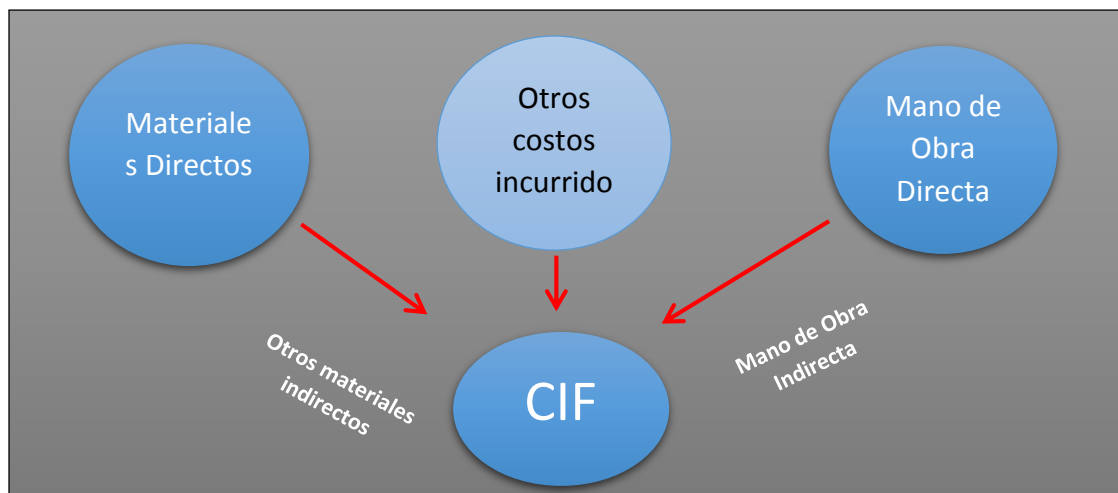 Materiale
s Directos
Otros
costos
incurrido
Mano de
Obra
Directa
Otros materiales
indirectos
Mano de Obra
Indirecta
CIF